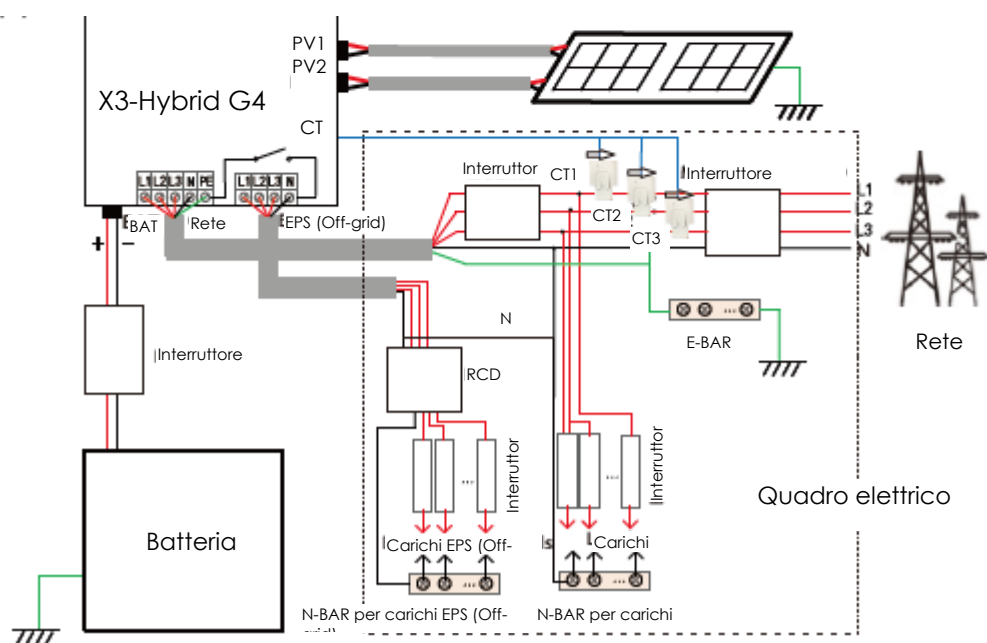 PV1
PV2
X3-Hybrid G4
CT
L1 L2 L3 N PE
L1 L2 L3 N
BAT
Rete
EPS (Off-grid)
+ −
Interruttor
CT1
Interruttore
CT2
CT3
L1
L2
L3
N
Rete
E-BAR
N
Interruttore
RCD
Interruttor
Interruttor
Quadro elettrico
Batteria
Carichi EPS (Off-
Carichi
N-BAR per carichi EPS (Off-
N-BAR per carichi